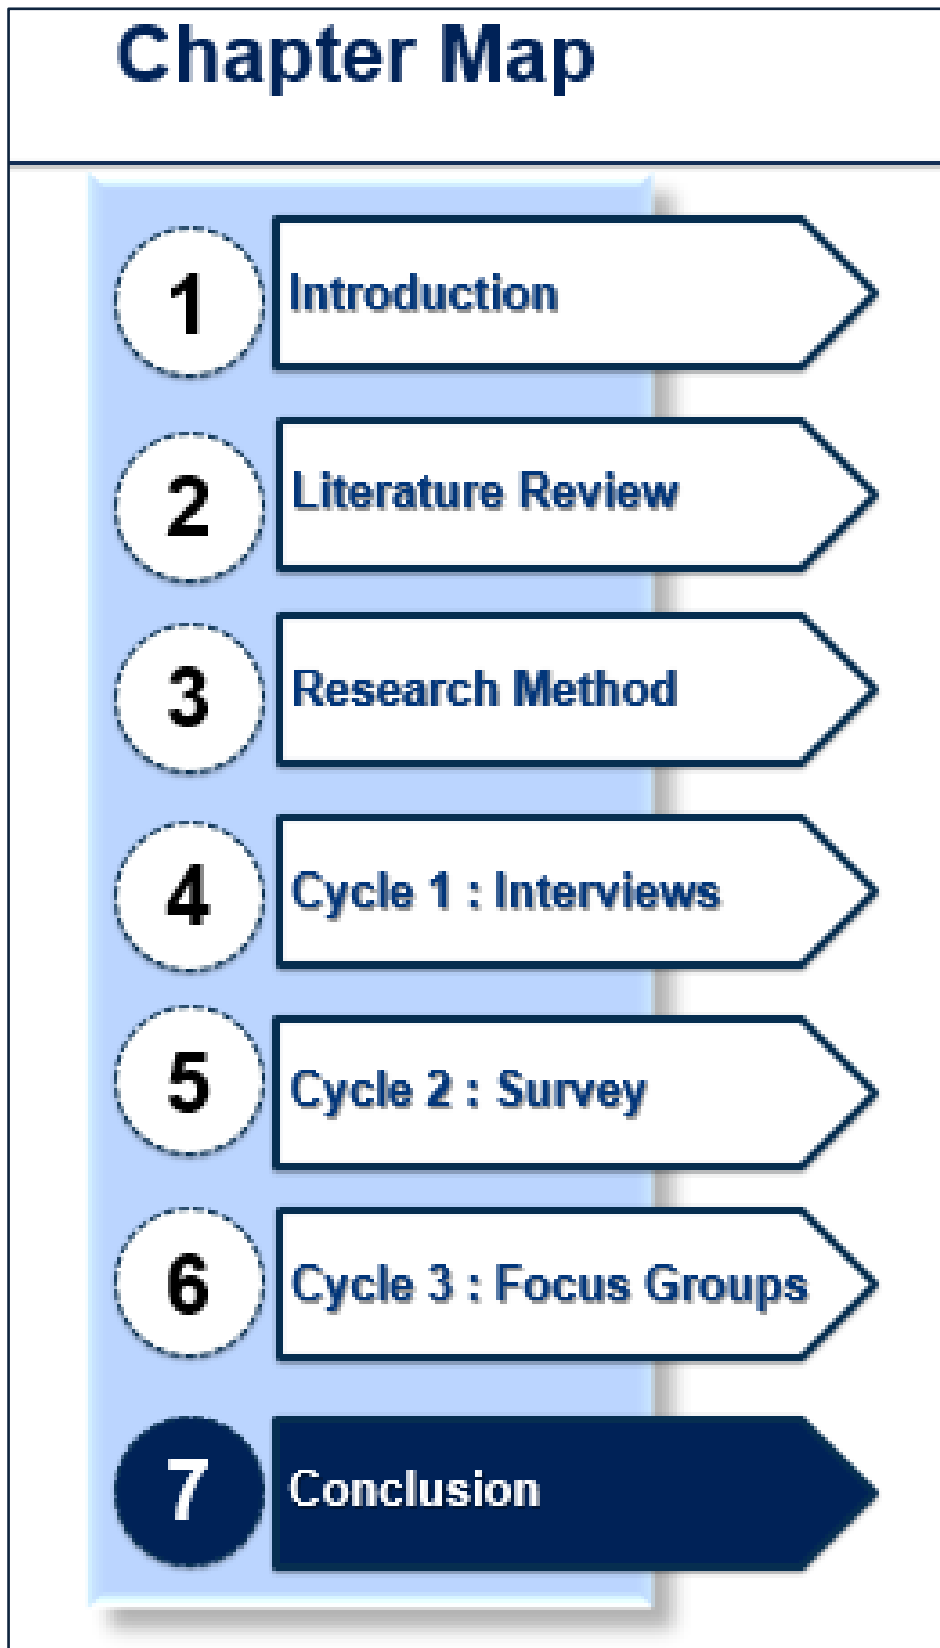 Chapter Map
1 Introduction
2 Literature Review
3 Research Method
4 Cycle 1 : Interviews
5 Cycle 2 : Survey
6 Cycle 3 : Focus Groups
7 Conclusion